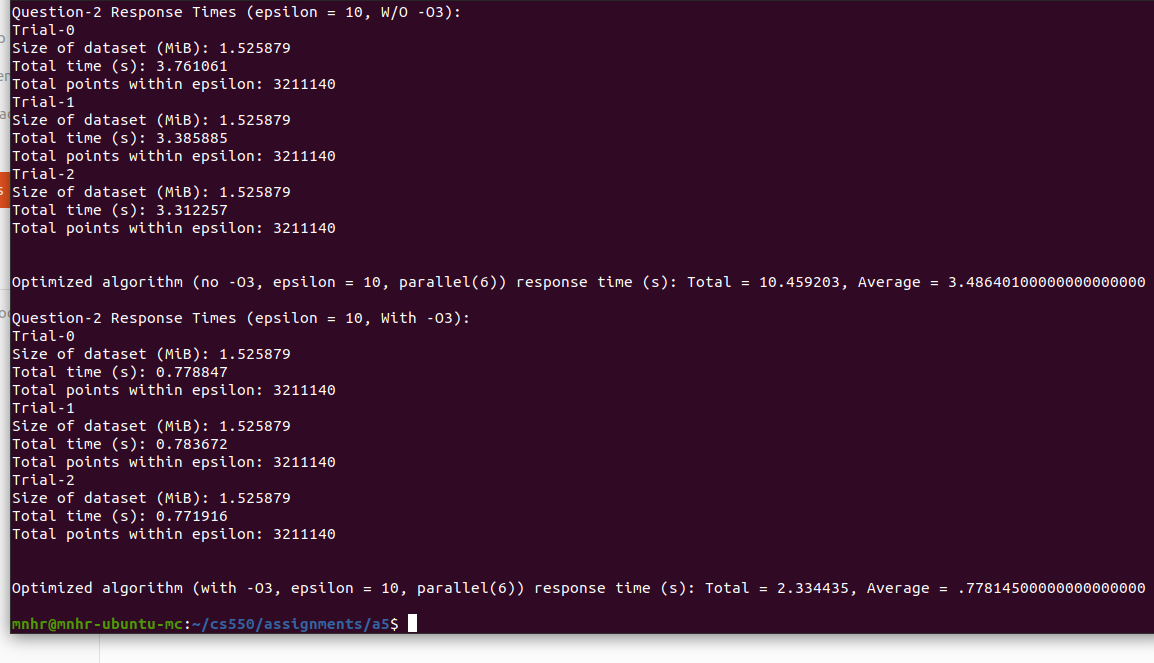 Question-2 Response Times (epsilon = 10, W/O -O3):
Trial-0
Size of dataset (MiB): 1.525879
Total time (s): 3.761061
Total points within epsilon: 3211140
Trial-1
Size of dataset (MiB): 1.525879
Total time (s): 3.385885
Total points within epsilon: 3211140
Trial-2
Size of dataset (MiB): 1.525879
Total time (s): 3.312257
Total points within epsilon: 3211140
Optimized algorithm (no -O3, epsilon = 10, parallel(6)) response time (s): Total = 10.459203, Average = 3.48640100000000000000
Question-2 Response Times (epsilon = 10, With -O3):
Trial-0
Size of dataset (MiB): 1.525879
Total time (s): 0.778847
Total points within epsilon: 3211140
Trial-1
Size of dataset (MiB): 1.525879
Total time (s): 0.783672
Total points within epsilon: 3211140
Trial-2
Size of dataset (MiB): 1.525879
Total time (s): 0.771916
Total points within epsilon: 3211140
Optimized algorithm (with -O3, epsilon = 10, parallel(6)) response time (s): Total = 2.334435, Average = .77814500000000000000
mnhr@mnhr-ubuntu-mc:~/cs550/assignments/a5$